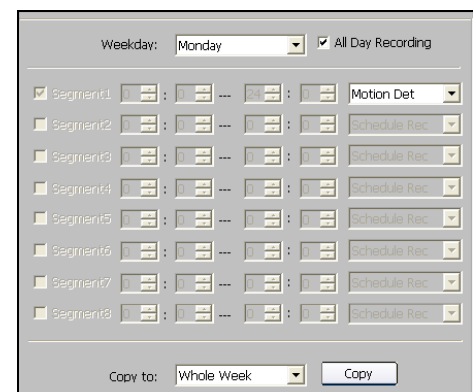 Weekday: Monday All Day Recording
Segment1 0 : 0 --- 24 : 0 Motion Det
Segment2 0 : 0 --- 0 : 0 Schedule Rec
Segment3 0 : 0 --- 0 : 0 Schedule Rec
Segment4 0 : 0 --- 0 : 0 Schedule Rec
Segment5 0 : 0 --- 0 : 0 Schedule Rec
Segment6 0 : 0 --- 0 : 0 Schedule Rec
Segment7 0 : 0 --- 0 : 0 Schedule Rec
Segment8 0 : 0 --- 0 : 0 Schedule Rec
Copy to: Whole Week Copy